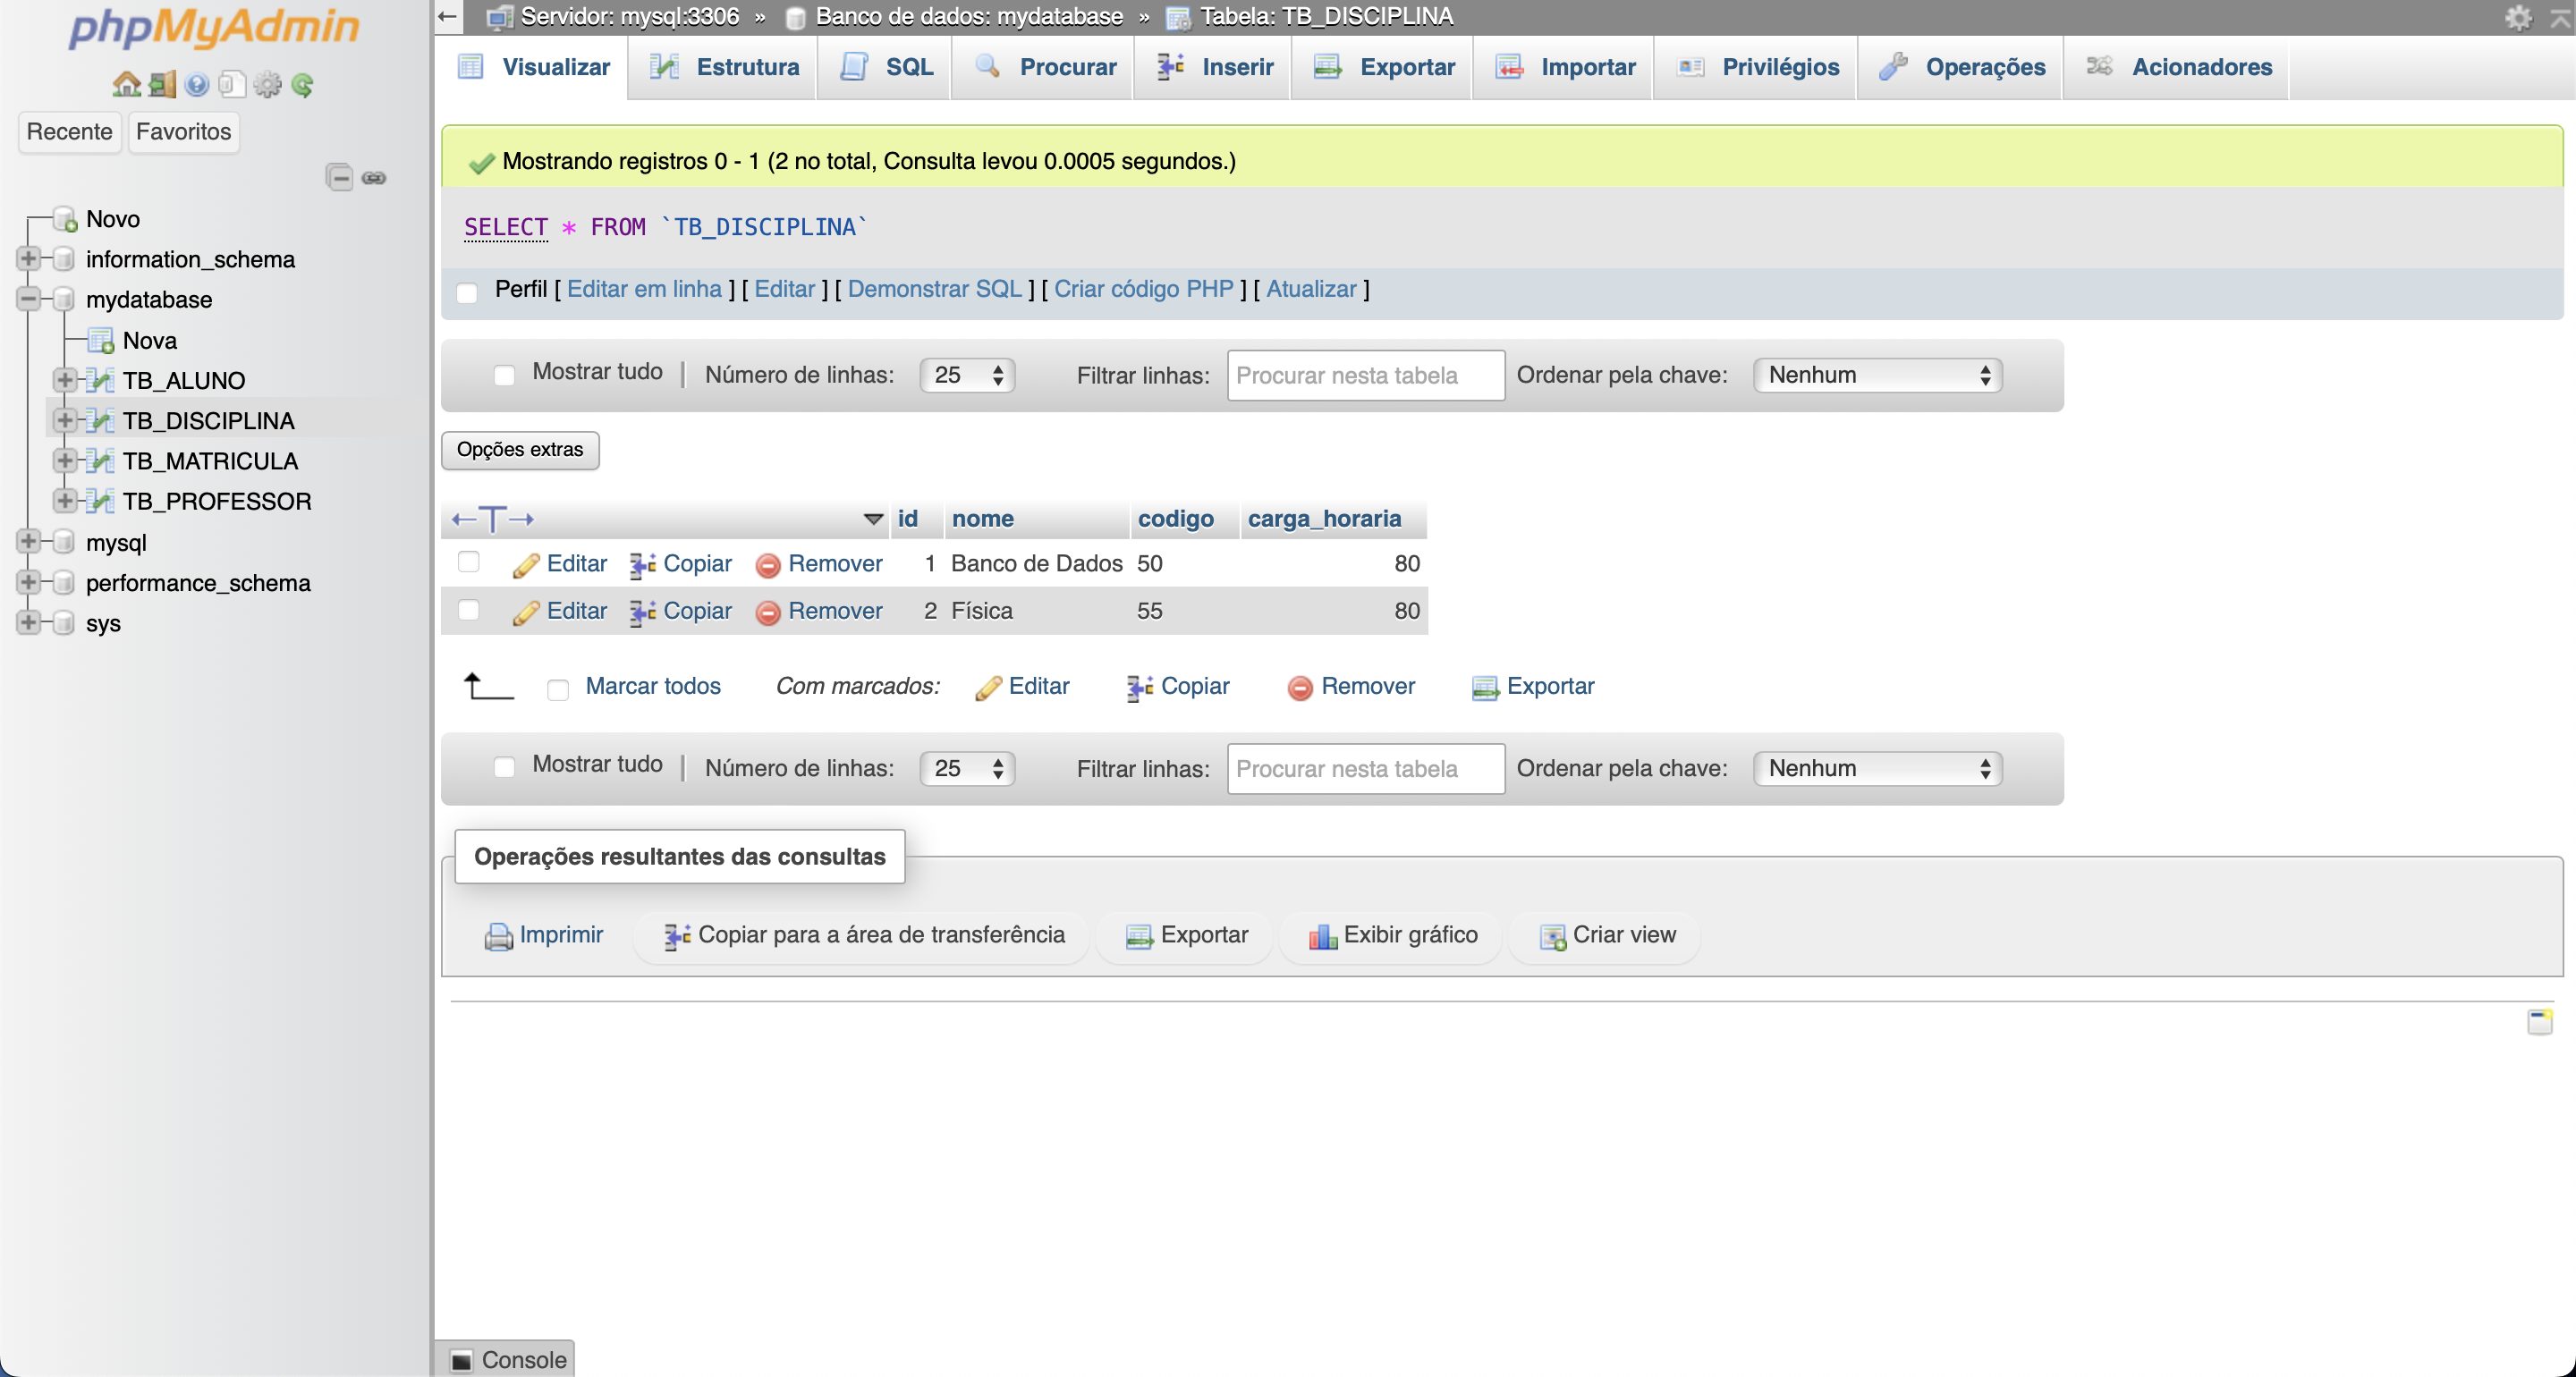 phpMyAdmin
Recente Favoritos
Novo
information_schema
mydatabase
Nova
TB_ALUNO
TB_DISCIPLINA
TB_MATRICULA
TB_PROFESSOR
mysql
performance_schema
sys
Servidor: mysql:3306 » Banco de dados: mydatabase » Tabela: TB_DISCIPLINA
Visualizar Estrutura SQL Procurar Inserir Exportar Importar Privilégios Operações Acionadores
Mostrando registros 0 - 1 (2 no total, Consulta levou 0.0005 segundos.)
SELECT * FROM `TB_DISCIPLINA`
Perfil [ Editar em linha ] [ Editar ] [ Demonstrar SQL ] [ Criar código PHP ] [ Atualizar ]
Mostrar tudo | Número de linhas: 25 Filtrar linhas: Procurar nesta tabela Ordenar pela chave: Nenhum
Opções extras
←T→ id nome codigo carga_horaria
Editar Copiar Remover 1 Banco de Dados 50 80
Editar Copiar Remover 2 Física 55 80
Marcar todos Com marcados: Editar Copiar Remover Exportar
Mostrar tudo | Número de linhas: 25 Filtrar linhas: Procurar nesta tabela Ordenar pela chave: Nenhum
Operações resultantes das consultas
Imprimir Copiar para a área de transferência Exportar Exibir gráfico Criar view
Console